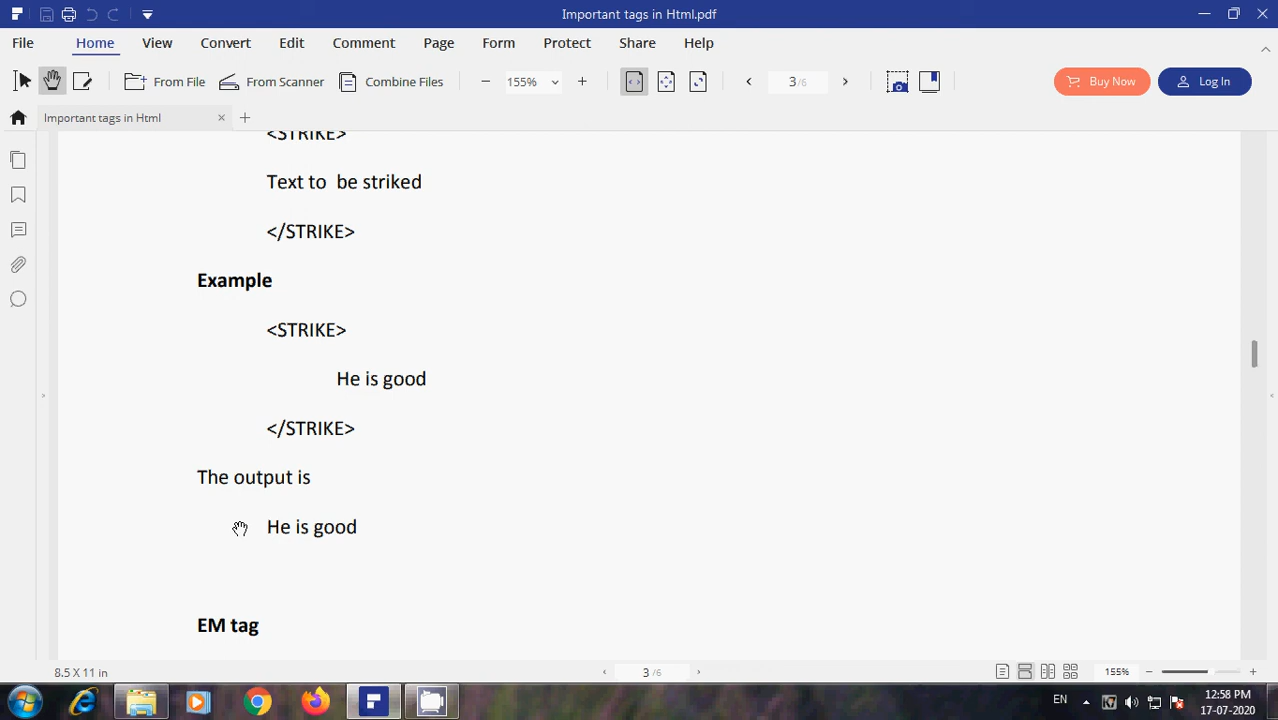 Important tags in Html.pdf
File Home View Convert Edit Comment Page Form Protect Share Help
From File From Scanner Combine Files 155% 3/6 Buy Now Log In
Important tags in Html
<STRIKE>
Text to be striked
</STRIKE>
Example
<STRIKE>
He is good
</STRIKE>
The output is
He is good
EM tag
8.5 X 11 in 3 /6 155%
EN 12:58 PM
17-07-2020